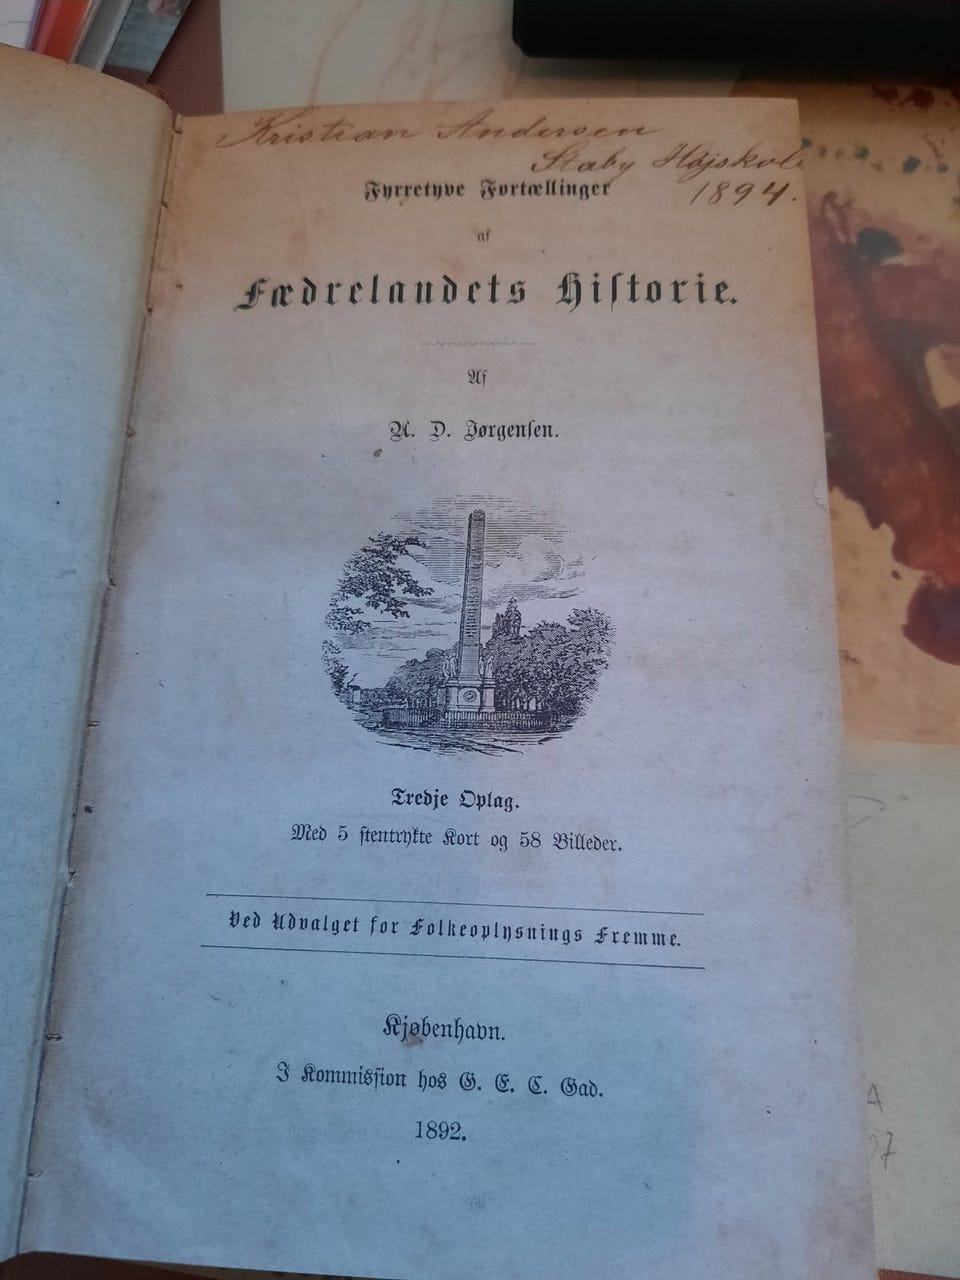 Kristian Andersen
Staby Højskole
1894.
Fyrretyve Fortællinger
af
Fædrelandets Historie.
Af
A. D. Jørgensen.
Tredje Oplag.
Med 5 stentrykte Kort og 58 Billeder.
Ved Udvalget for Folkeoplysnings Fremme.
Kjøbenhavn.
I Kommission hos G. E. C. Gad.
1892.